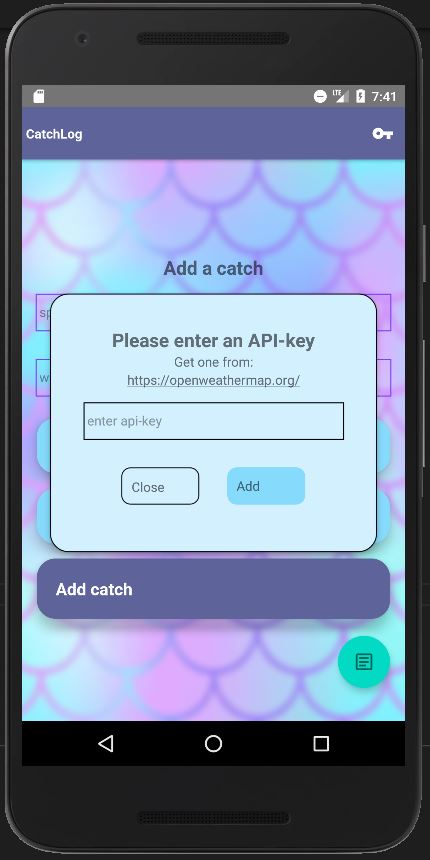 LTE 7:41
CatchLog
Add a catch
sp
Please enter an API-key
Get one from:
w
https://openweathermap.org/
enter api-key
Close
Add
Add catch